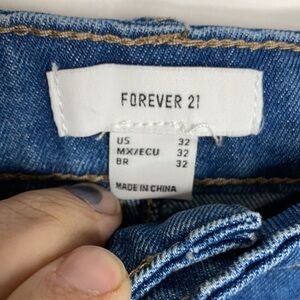 FOREVER 21
US 32
MX/ECU 32
BR 32
MADE IN CHINA